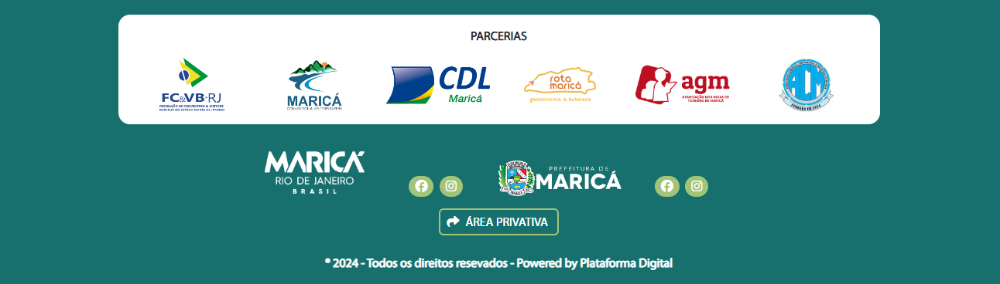 PARCERIAS
FC&VB-RJ
FEDERAÇÃO DE CONVENTION & VISITORS
BUREAUX DO ESTADO DO RIO DE JANEIRO
MARICÁ
CONVENTION & VISITORS BUREAU
CDL
Maricá
rota
maricá
gastronomia & hotelaria
agm
ASSOCIAÇÃO DOS GUIAS DE
TURISMO DE MARICÁ
ACM
MARICÁ
RIO DE JANEIRO
BRASIL
PREFEITURA DE
MARICÁ
ÁREA PRIVATIVA
® 2024 - Todos os direitos resevados - Powered by Plataforma Digital